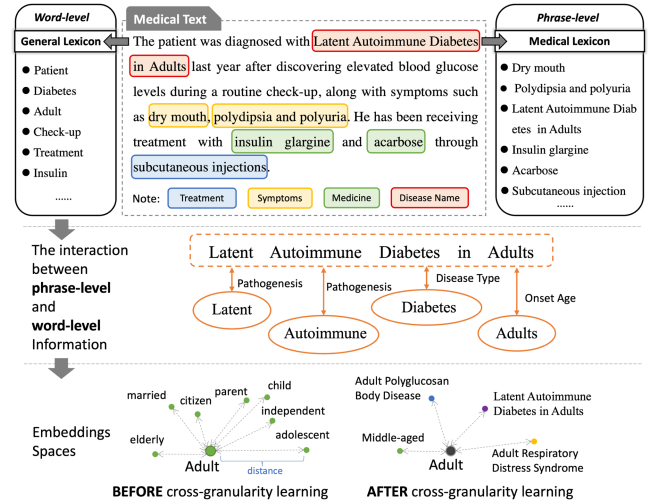 Word-level
General Lexicon
Patient
Diabetes
Adult
Check-up
Treatment
Insulin
......
Medical Text
The patient was diagnosed with Latent Autoimmune Diabetes
in Adults last year after discovering elevated blood glucose
levels during a routine check-up, along with symptoms such
as dry mouth, polydipsia and polyuria. He has been receiving
treatment with insulin glargine and acarbose through
subcutaneous injections.
Note: Treatment Symptoms Medicine Disease Name
Phrase-level
Medical Lexicon
Dry mouth
Polydipsia and polyuria
Latent Autoimmune Diab
etes in Adults
Insulin glargine
Acarbose
Subcutaneous injection
......
The interaction
between
phrase-level
and
word-level
Information
Latent Autoimmune Diabetes in Adults
Pathogenesis
Pathogenesis
Disease Type
Onset Age
Latent
Autoimmune
Diabetes
Adults
Embeddings
Spaces
married
citizen
parent
child
independent
adolescent
elderly
Adult
distance
BEFORE cross-granularity learning
Adult Polyglucosan
Body Disease
Latent Autoimmune
Diabetes in Adults
Middle-aged
Adult
Adult Respiratory
Distress Syndrome
AFTER cross-granularity learning